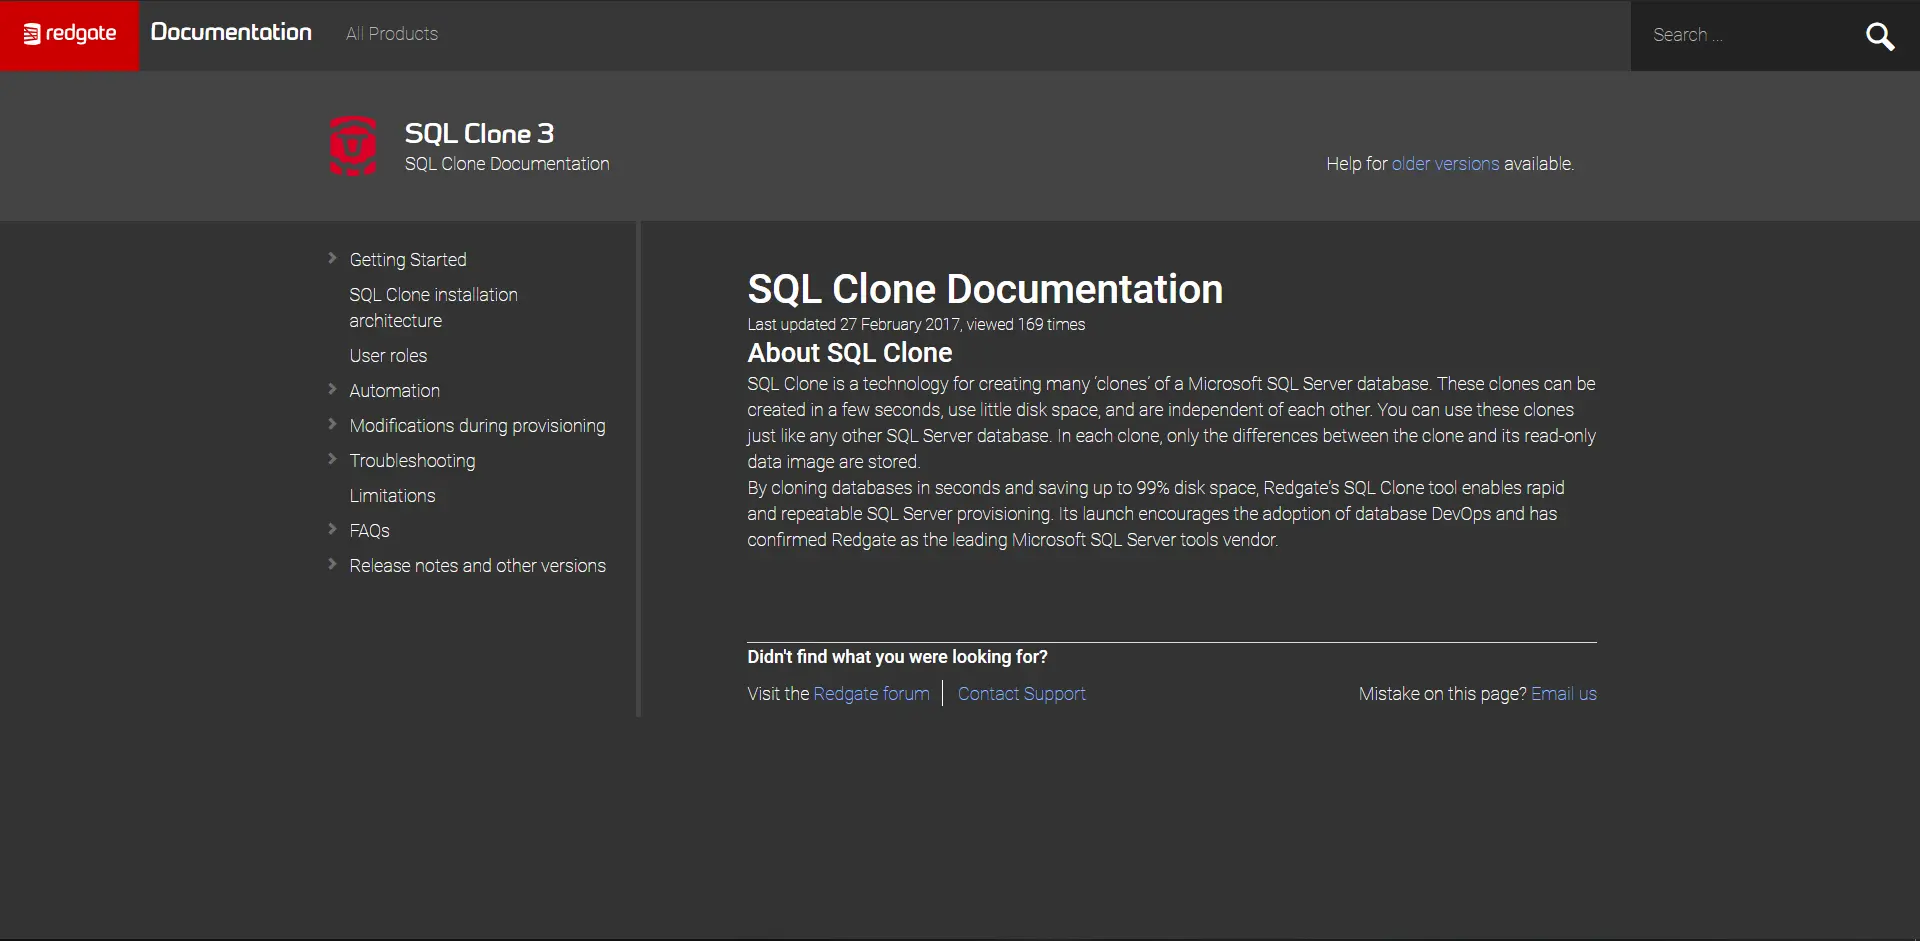 redgate Documentation All Products Search ...
SQL Clone 3
SQL Clone Documentation
Help for older versions available.
Getting Started
SQL Clone installation
architecture
User roles
Automation
Modifications during provisioning
Troubleshooting
Limitations
FAQs
Release notes and other versions
SQL Clone Documentation
Last updated 27 February 2017, viewed 169 times
About SQL Clone
SQL Clone is a technology for creating many ‘clones’ of a Microsoft SQL Server database. These clones can be
created in a few seconds, use little disk space, and are independent of each other. You can use these clones
just like any other SQL Server database. In each clone, only the differences between the clone and its read-only
data image are stored.
By cloning databases in seconds and saving up to 99% disk space, Redgate's SQL Clone tool enables rapid
and repeatable SQL Server provisioning. Its launch encourages the adoption of database DevOps and has
confirmed Redgate as the leading Microsoft SQL Server tools vendor.
Didn't find what you were looking for?
Visit the Redgate forum Contact Support Mistake on this page? Email us